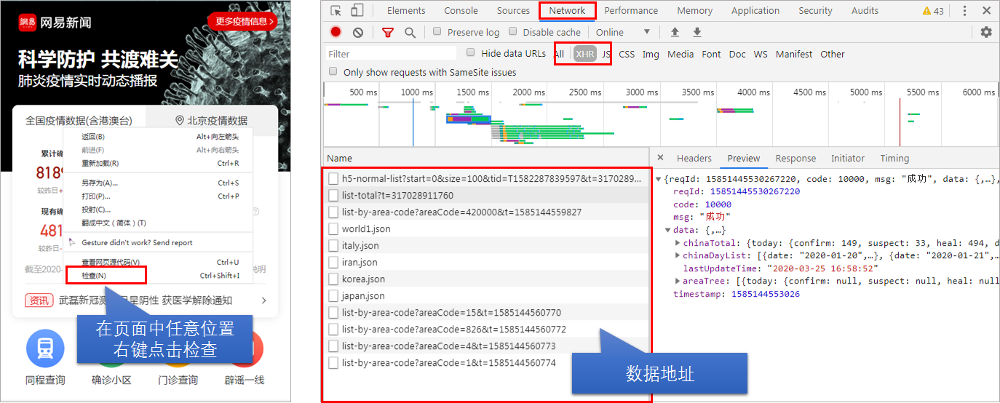 網易 网易新闻
更多疫情信息 >
科学防护 共渡难关
肺炎疫情实时动态播报
全国疫情数据(含港澳台)
北京疫情数据
返回(B) Alt+向左箭头
前进(F) Alt+向右箭头
重新加载(R) Ctrl+R
另存为(A)... Ctrl+S
打印(P)... Ctrl+P
投射(C)...
翻成中文（简体）(T)
Gesture didn't work? Send report
查看网页源代码(V) Ctrl+U
检查(N) Ctrl+Shift+I
累计确
8189
较昨日+
现有确
481
较昨日-
截至2020-
说明
资讯 武磊新冠测 呈阴性 获医学解除通知
在页面中任意位置
右键点击检查
同程查询 确诊小区 门诊查询 辟谣一线
Elements Console Sources Network Performance Memory Application Security Audits 43
Preserve log Disable cache Online
Filter Hide data URLs All XHR JS CSS Img Media Font Doc WS Manifest Other
Only show requests with SameSite issues
500 ms 1000 ms 1500 ms 2000 ms 2500 ms 3000 ms 3500 ms 4000 ms 4500 ms 5000 ms 5500 ms 6000 ms
Name
h5-normal-list?start=0&size=100&tid=T1582287839597&t=3170289...
list-total?t=317028911760
list-by-area-code?areaCode=420000&t=1585144559827
world1.json
italy.json
iran.json
korea.json
japan.json
list-by-area-code?areaCode=15&t=1585144560770
list-by-area-code?areaCode=826&t=1585144560772
list-by-area-code?areaCode=4&t=1585144560773
list-by-area-code?areaCode=1&t=1585144560774
数据地址
Headers Preview Response Initiator Timing
{reqId: 15851445530267220, code: 10000, msg: "成功", data: {,…},
reqId: 15851445530267220
code: 10000
msg: "成功"
data: {,…}
chinaTotal: {today: {confirm: 149, suspect: 33, heal: 494, d
chinaDayList: [{date: "2020-01-20",…}, {date: "2020-01-21",
lastUpdateTime: "2020-03-25 16:58:52"
areaTree: [{today: {confirm: null, suspect: null, heal: null
timestamp: 1585144553026